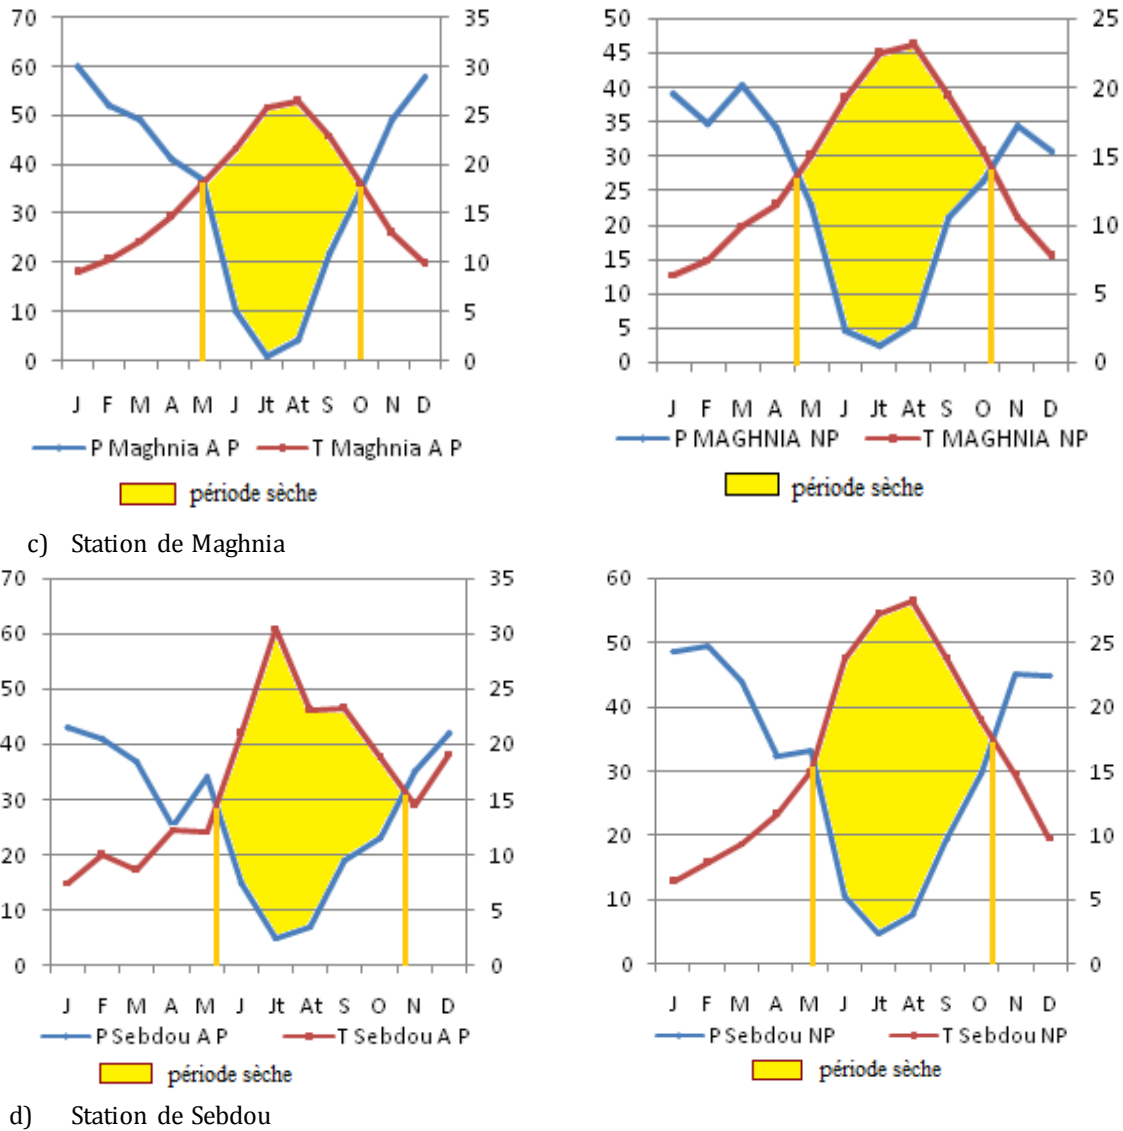 70 35
60 30
50 25
40 20
30 15
20 10
10 5
0 0
J F M A M J Jt At S O N D
P Maghnia A P T Maghnia A P
période sèche
50 25
45
40 20
35
30 15
25
20 10
15
10 5
5
0 0
J F M A M J Jt At S O N D
P MAGHNIA NP T MAGHNIA NP
période sèche
c) Station de Maghnia
70 35
60 30
50 25
40 20
30 15
20 10
10 5
0 0
J F M A M J Jt At S O N D
P Sebdou A P T Sebdou A P
période sèche
60 30
50 25
40 20
30 15
20 10
10 5
0 0
J F M A M J Jt At S O N D
P Sebdou NP T Sebdou NP
période sèche
d) Station de Sebdou